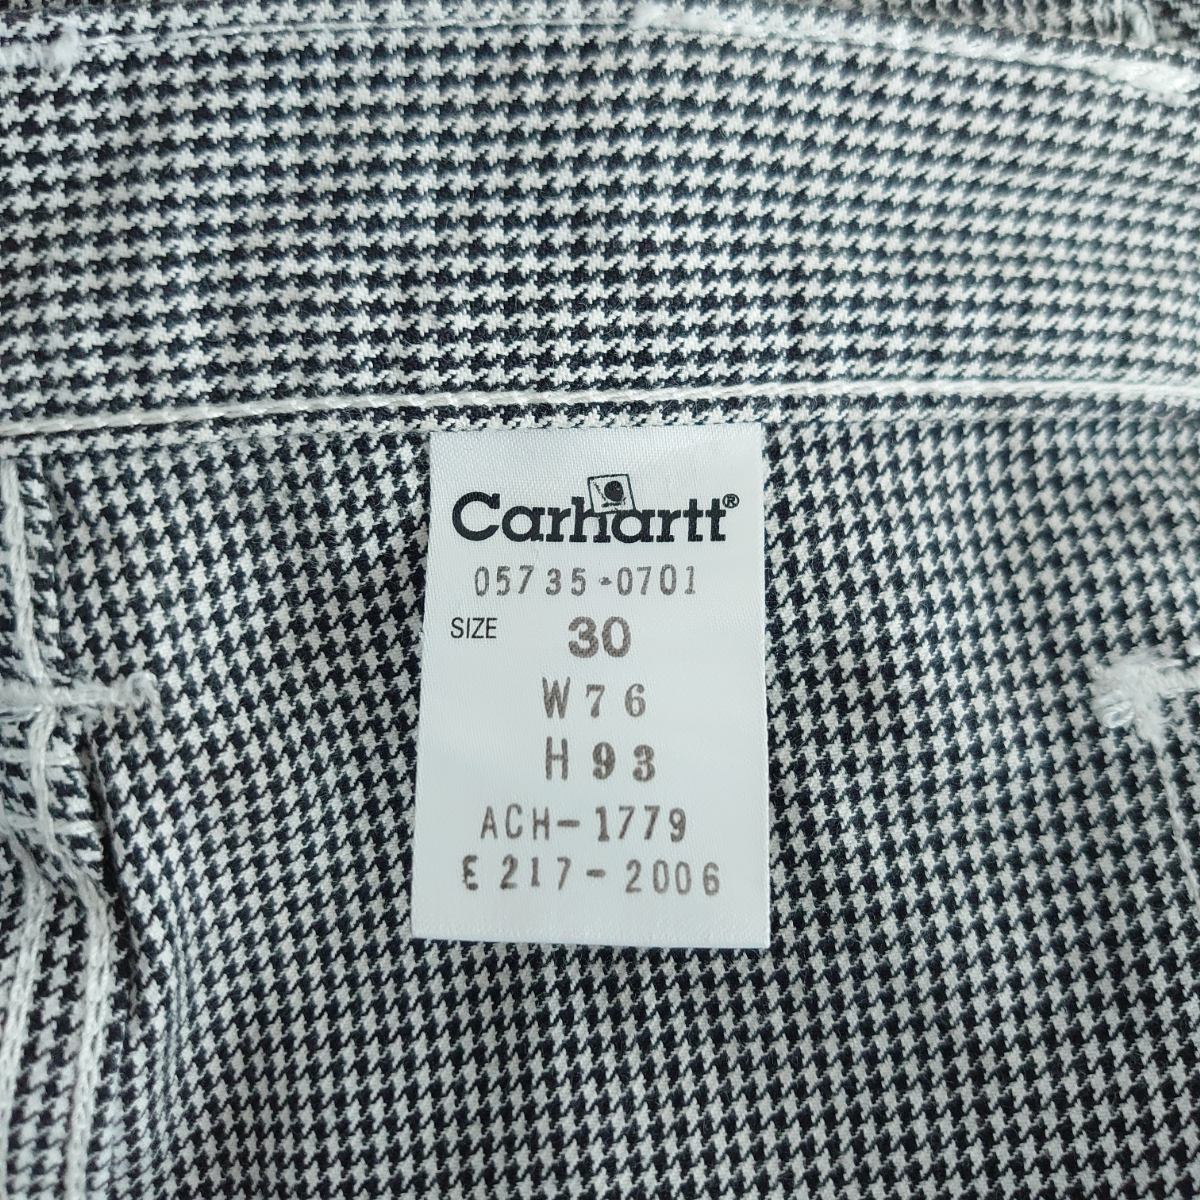 Carhartt®
05735-0701
SIZE 30
W76
H93
ACH-1779
E217-2006